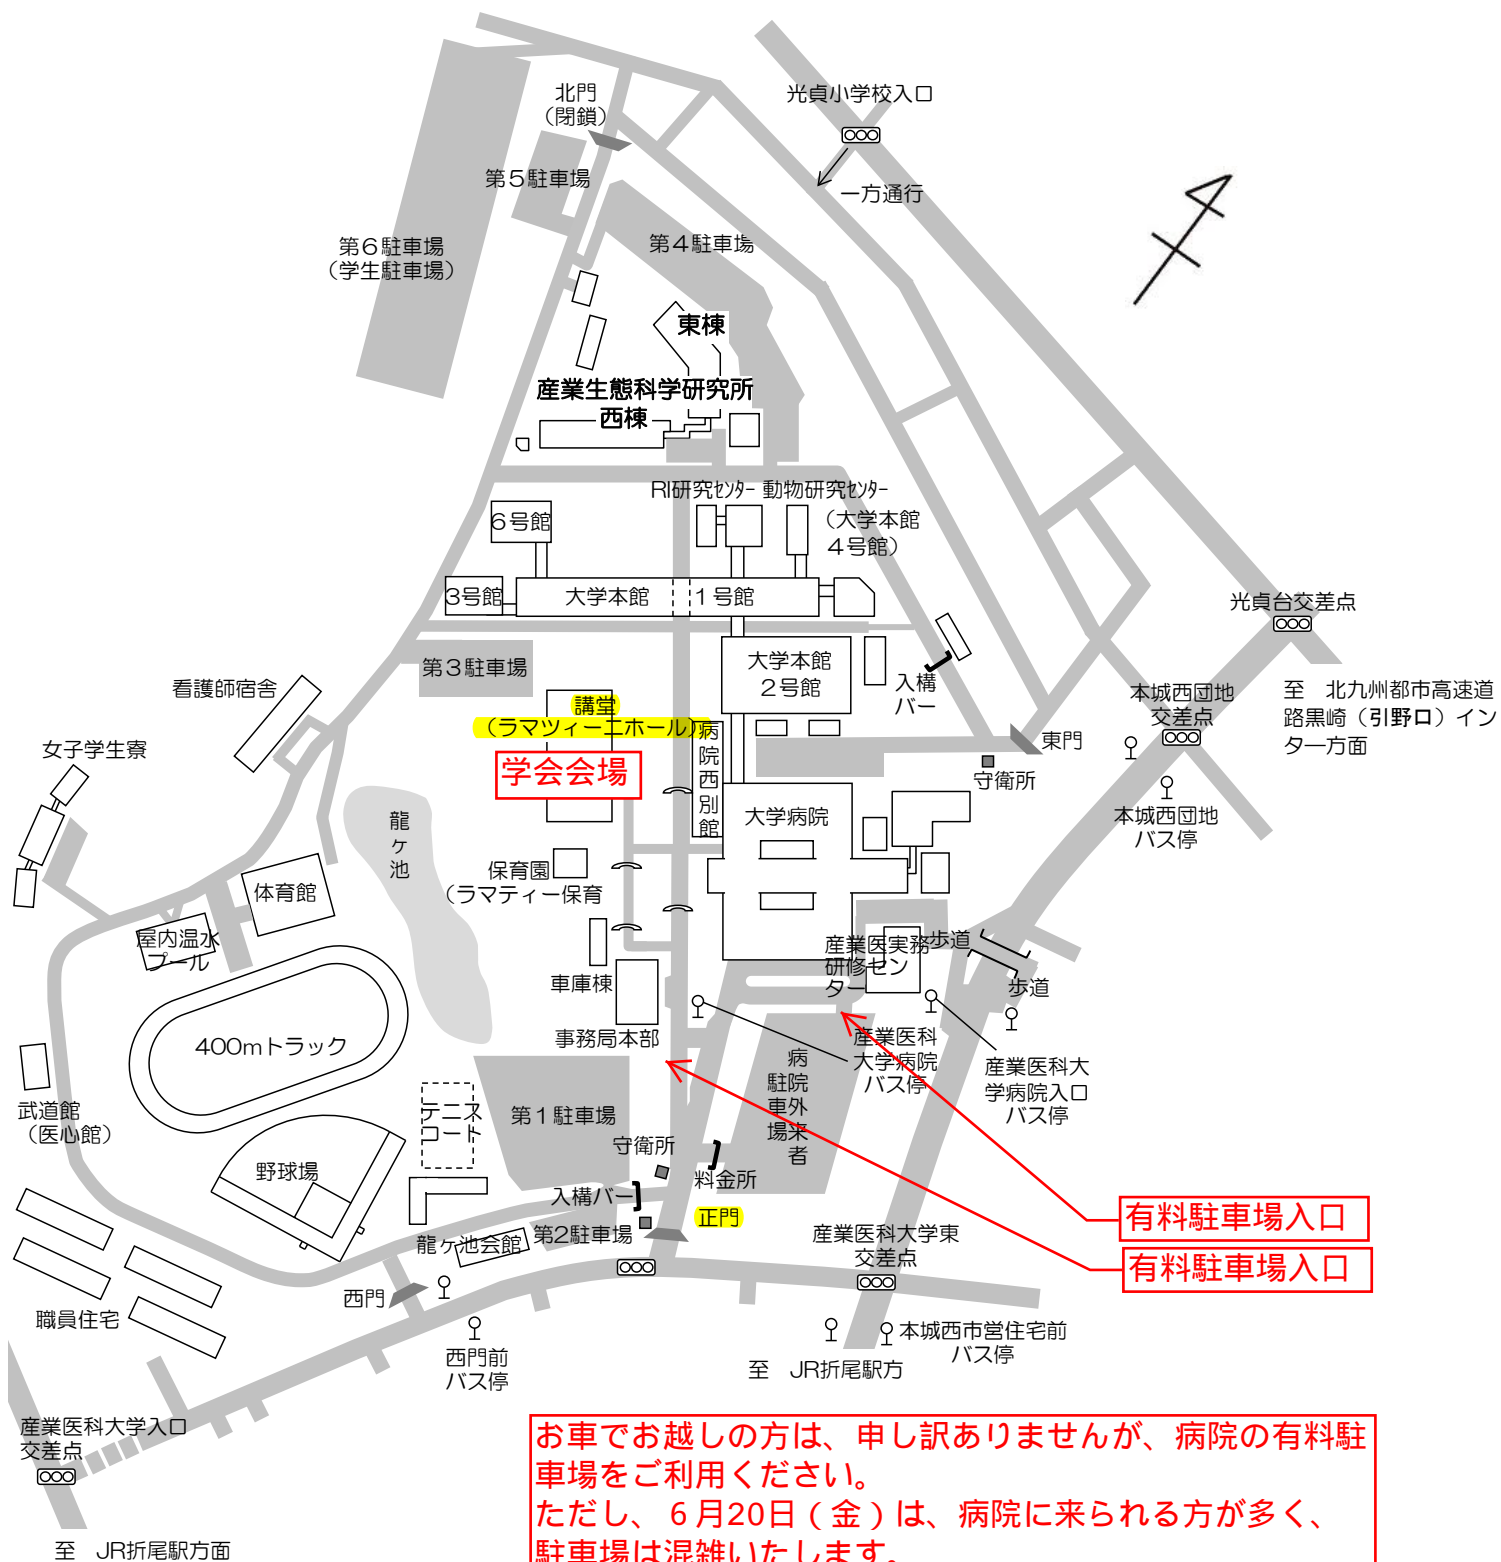 北門
（閉鎖）
光貞小学校入口
第５駐車場
一方通行
第６駐車場
（学生駐車場）
第４駐車場
東棟
産業生態科学研究所
西棟
RI研究ｾﾝﾀｰ 動物研究ｾﾝﾀｰ
（大学本館
４号館）
６号館
３号館
大学本館　１号館
光貞台交差点
第３駐車場
大学本館
２号館
入構
バー
看護師宿舎
講堂
（ラマツィーニホール）
学会会場
病院西別館
本城西団地
交差点
至　北九州都市高速道
路黒崎（引野口）イン
ター方面
女子学生寮
東門
守衛所
大学病院
本城西団地
バス停
龍ヶ池
保育園
（ラマティー保育
体育館
屋内温水
プール
産業医実務
研修セン
ター
歩道
歩道
車庫棟
事務局本部
400mトラック
産業医科
大学病院
バス停
産業医科大
学病院入口
バス停
病院外来者
駐車場
武道館
（医心館）
テニス
コート
第１駐車場
守衛所
料金所
野球場
入構バー
正門
第２駐車場
龍ヶ池会館
産業医科大学東
交差点
有料駐車場入口
有料駐車場入口
西門
職員住宅
西門前
バス停
本城西市営住宅前
バス停
至　JR折尾駅方
産業医科大学入口
交差点
至　JR折尾駅方面
お車でお越しの方は、申し訳ありませんが、病院の有料駐
車場をご利用ください。
ただし、６月20日（金）は、病院に来られる方が多く、
駐車場は混雑いたします。